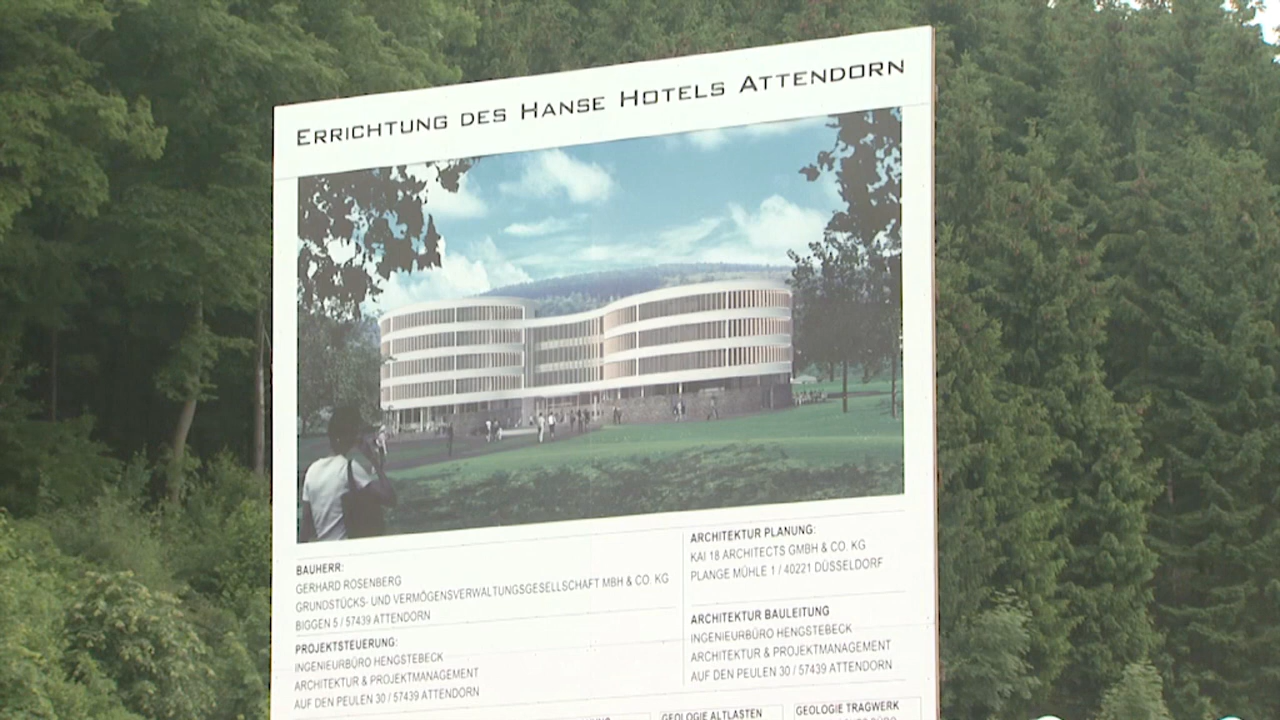 Errichtung des Hanse Hotels Attendorn
BAUHERR:
GERHARD ROSENBERG
GRUNDSTÜCKS- UND VERMÖGENSVERWALTUNGSGESELLSCHAFT MBH & CO. KG
BIGGEN 5 / 57439 ATTENDORN
PROJEKTSTEUERUNG:
INGENIEURBÜRO HENGSTEBECK
ARCHITEKTUR & PROJEKTMANAGEMENT
AUF DEN PEULEN 30 / 57439 ATTENDORN
ARCHITEKTUR PLANUNG:
KAI 18 ARCHITECTS GMBH & CO. KG
PLANGE MÜHLE 1 / 40221 DÜSSELDORF
ARCHITEKTUR BAULEITUNG
INGENIEURBÜRO HENGSTEBECK
ARCHITEKTUR & PROJEKTMANAGEMENT
AUF DEN PEULEN 30 / 57439 ATTENDORN
GEOLOGIE ALTLASTEN
GEOLOGIE TRAGWERK